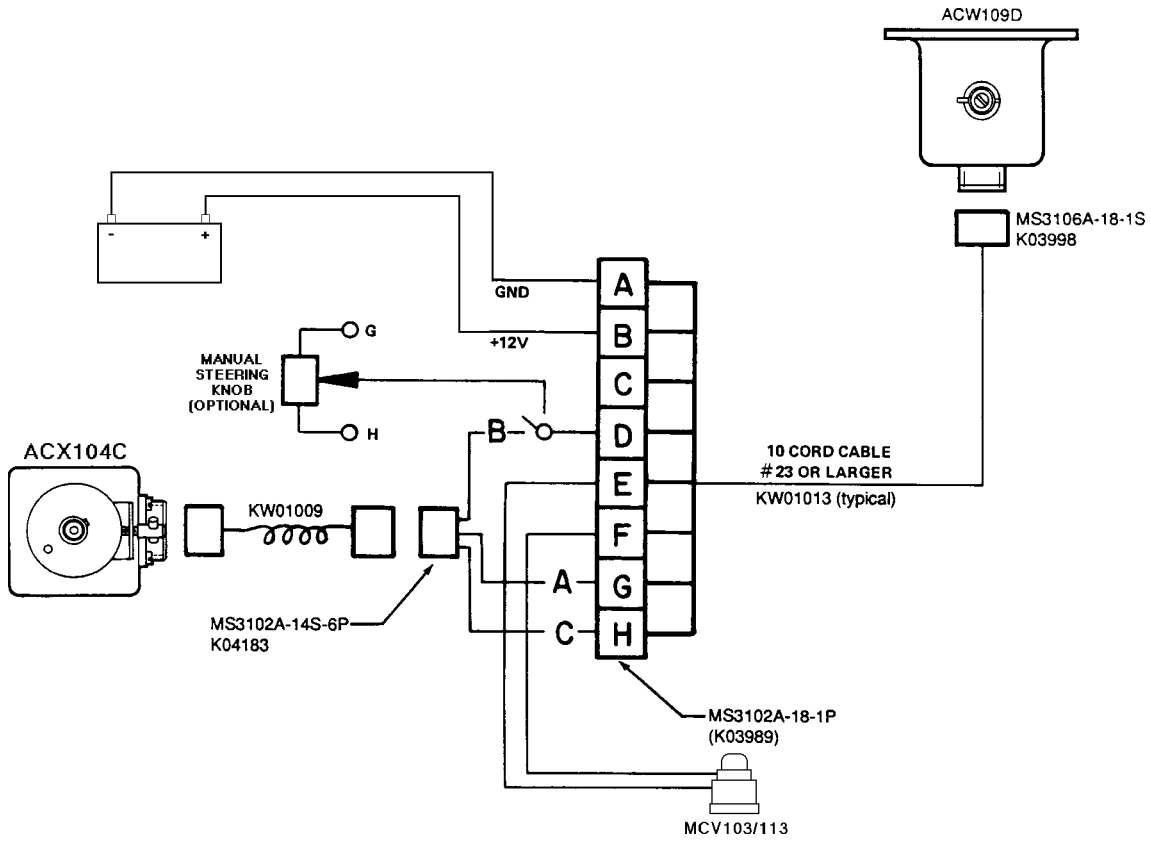 ACW109D
MS3106A-18-1S
K03998
-
+
GND
+12V
A
B
C
D
E
F
G
H
G
H
MANUAL
STEERING
KNOB
(OPTIONAL)
B
ACX104C
KW01009
10 CORD CABLE
#23 OR LARGER
KW01013 (typical)
A
C
MS3102A-14S-6P
K04183
MS3102A-18-1P
(K03989)
MCV103/113